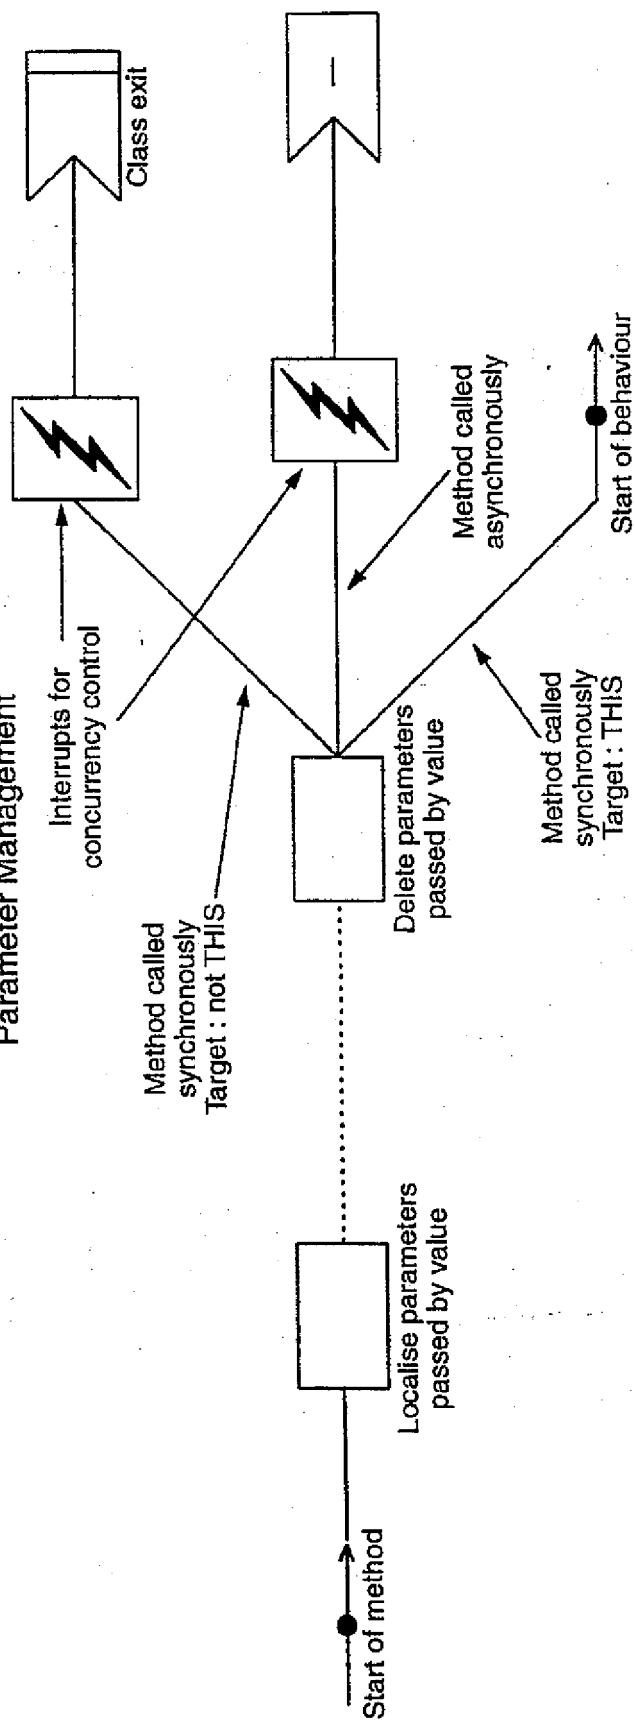 Parameter Management
Class exit
Interrupts for
concurrency control
Method called
synchronously
Target : not THIS
Method called
asynchronously
Start of method
Localise parameters
passed by value
Delete parameters
passed by value
Method called
synchronously
Target : THIS
Start of behaviour